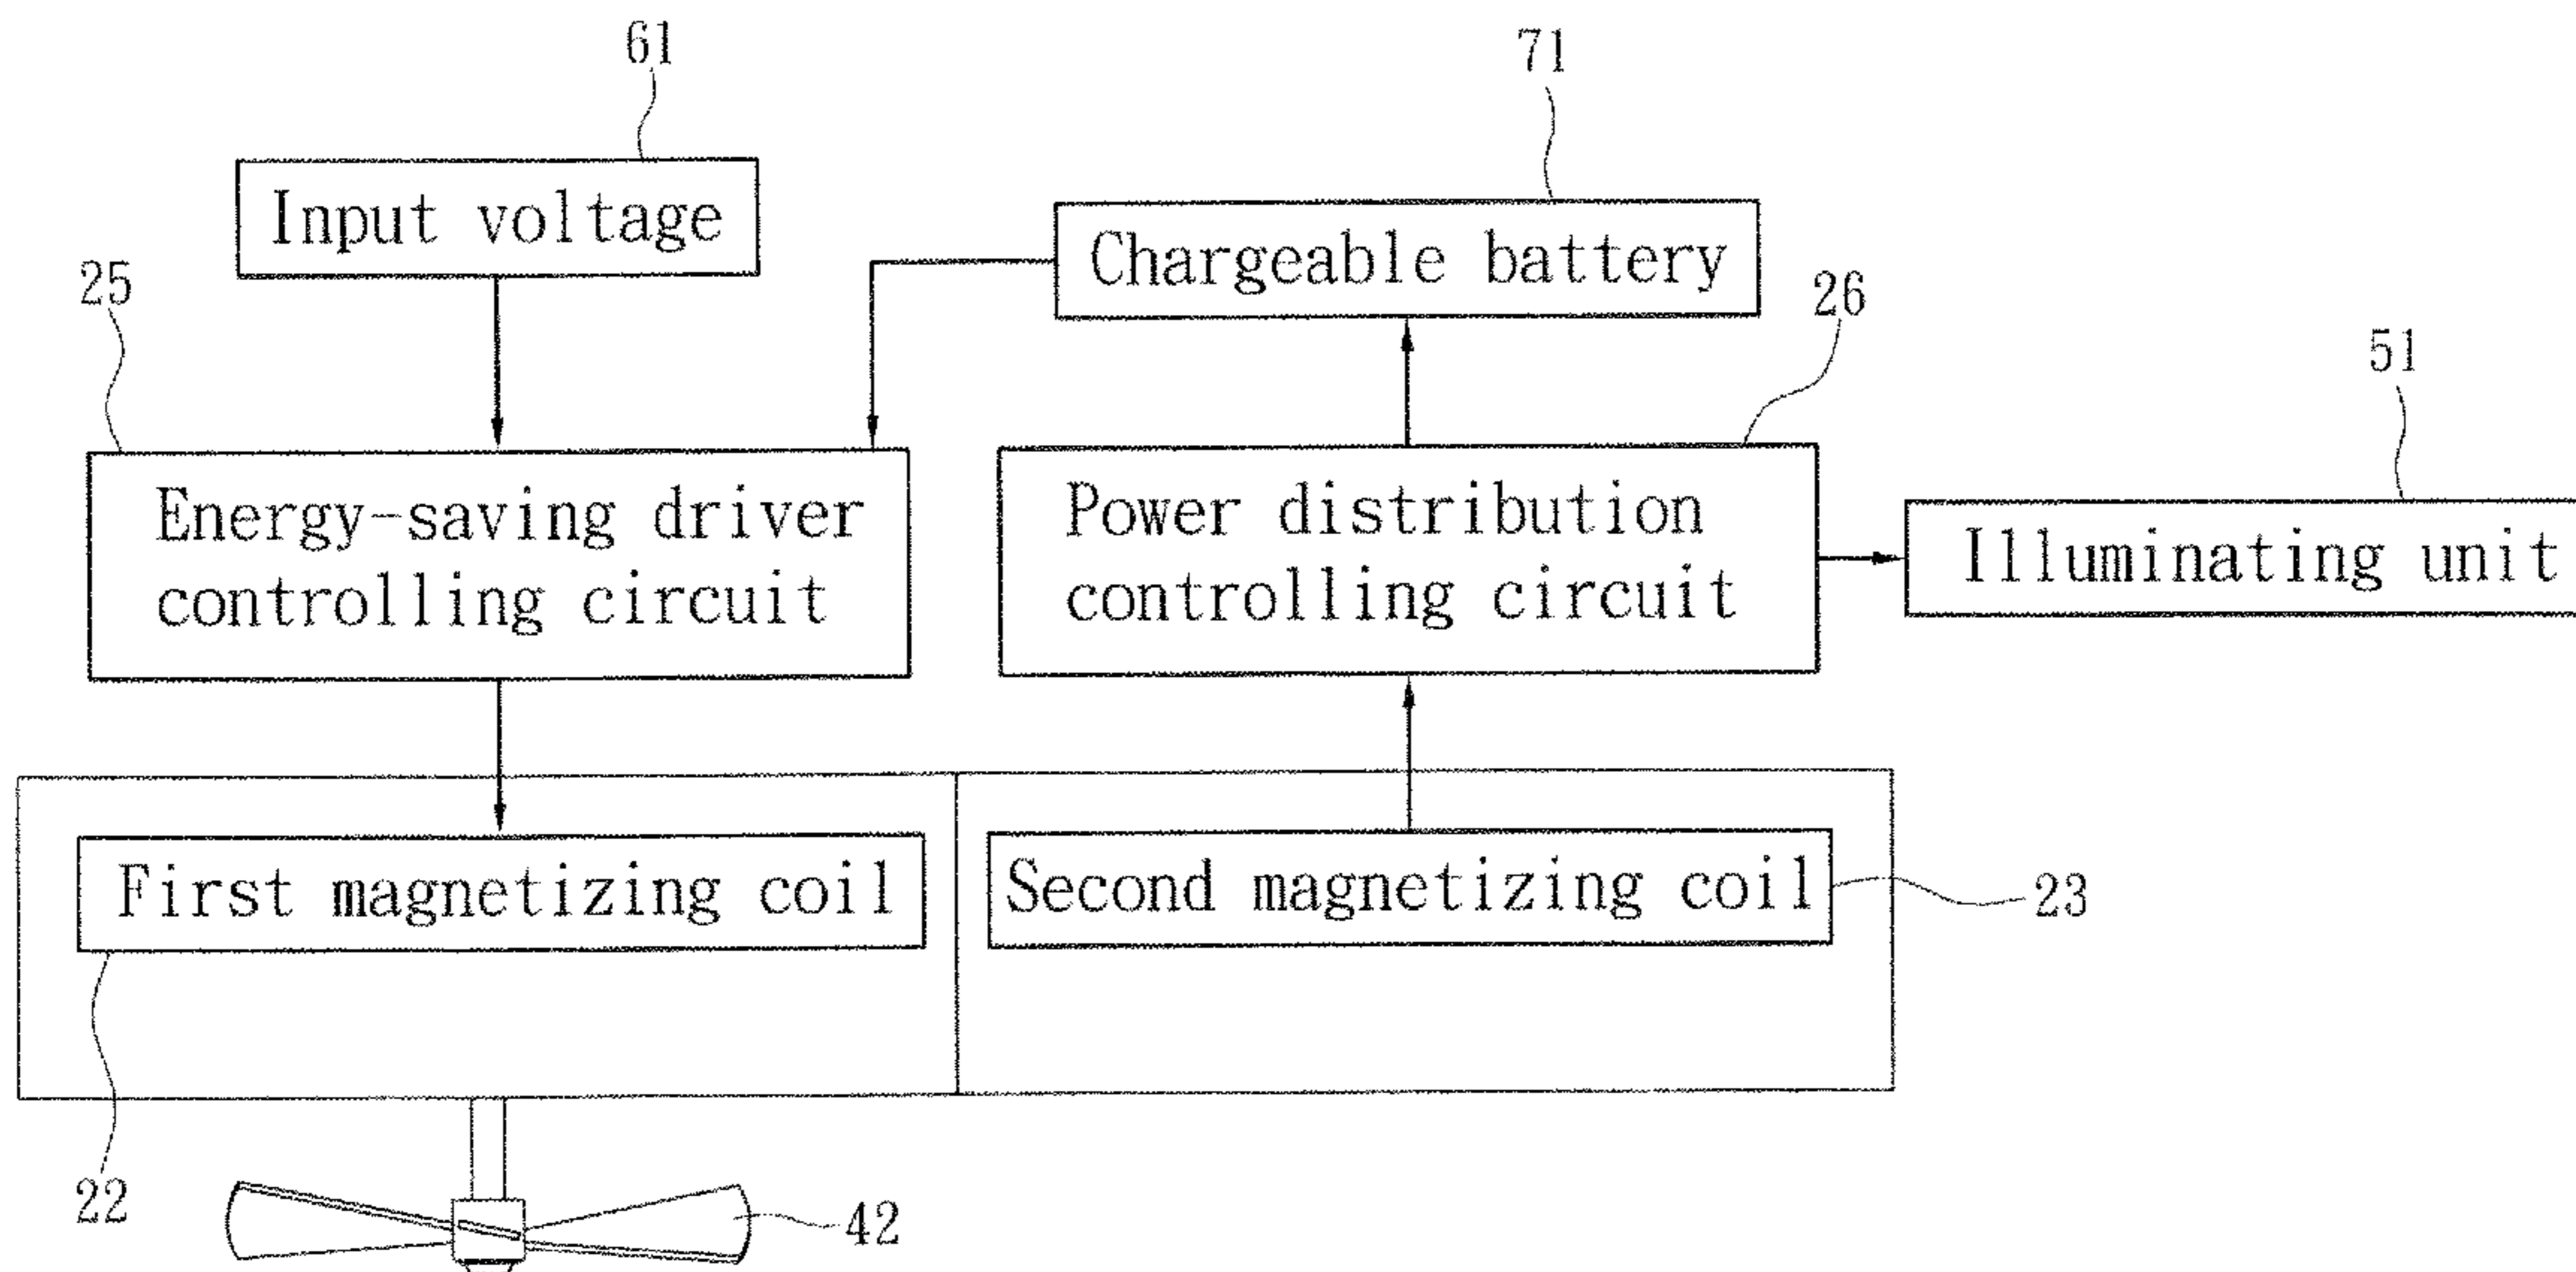 61
71
Input voltage
Chargeable battery
25
26
51
Energy-saving driver
controlling circuit
Power distribution
controlling circuit
Illuminating unit
First magnetizing coil
Second magnetizing coil
23
22
42